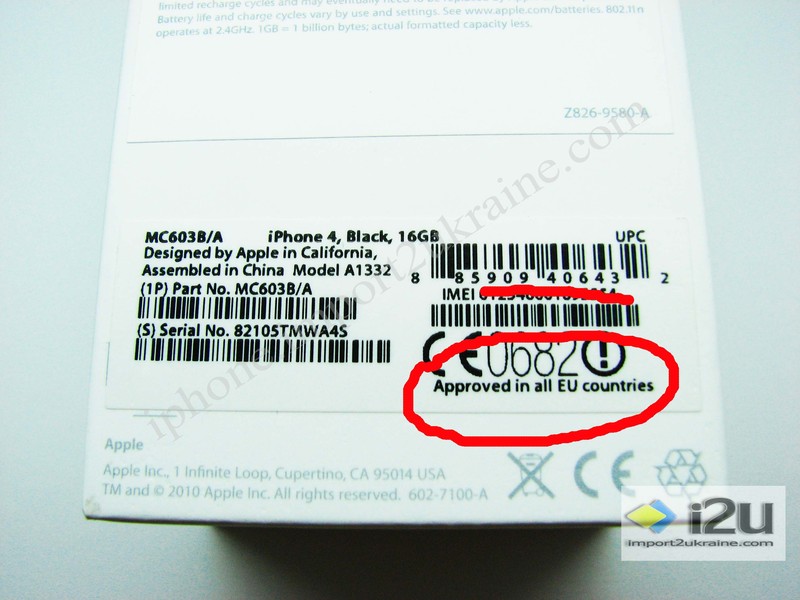 limited recharge cycles and may eventually need to be replaced by Apple
Battery life and charge cycles vary by use and settings. See www.apple.com/batteries. 802.11n
operates at 2.4GHz. 1GB = 1 billion bytes; actual formatted capacity less.
Z826-9580-A
MC603B/A iPhone 4, Black, 16GB UPC
Designed by Apple in California,
Assembled in China Model A1332
8 85909 40643 2
(1P) Part No. MC603B/A
IMEI
(S) Serial No. 82105TMWA4S
CE0682
Approved in all EU countries
Apple
Apple Inc., 1 Infinite Loop, Cupertino, CA 95014 USA
TM and © 2010 Apple Inc. All rights reserved. 602-7100-A
CE
iphone.import2ukraine.com
i2u
import2ukraine.com